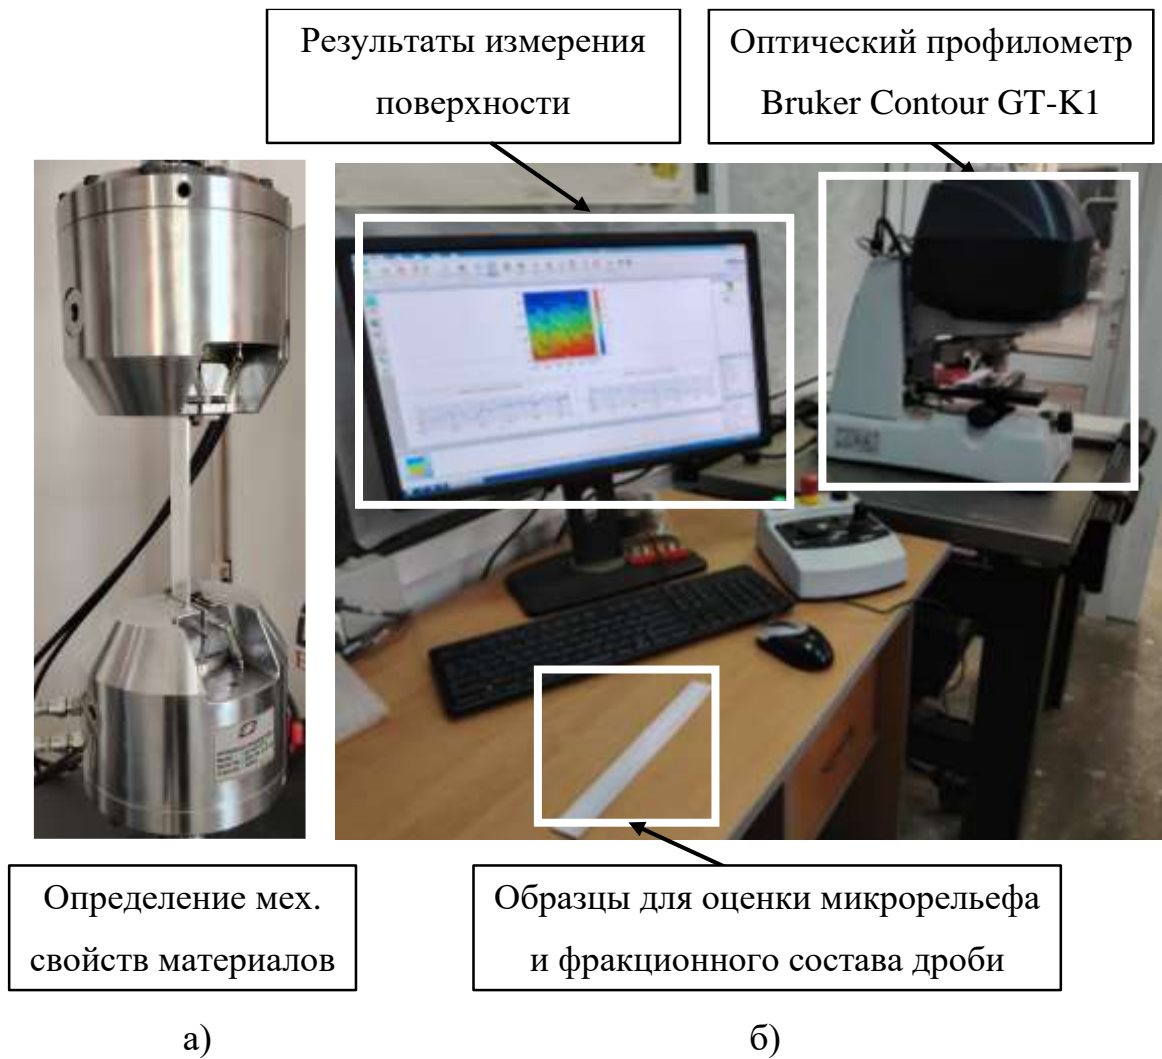 Результаты измерения
поверхности
Оптический профилометр
Bruker Contour GT-K1
Определение мех.
свойств материалов
Образцы для оценки микрорельефа
и фракционного состава дроби
а)
б)